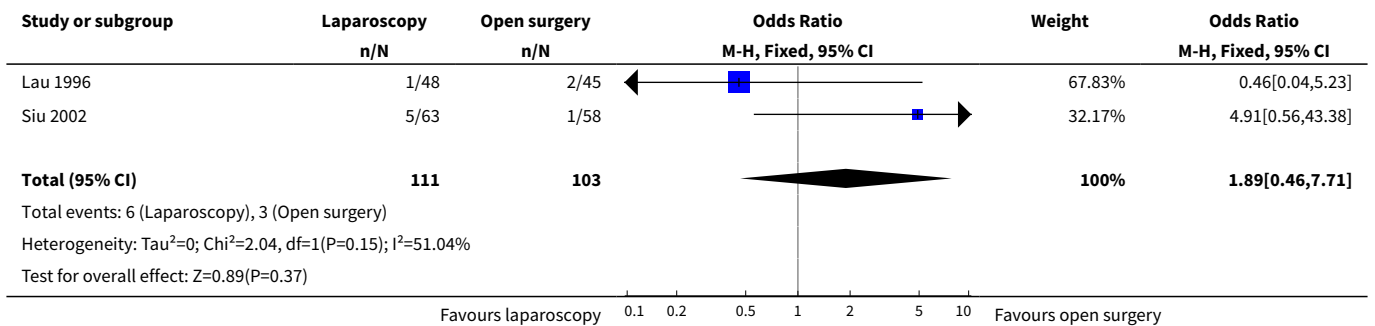 Study or subgroup Laparoscopy Open surgery Odds Ratio Weight Odds Ratio
n/N n/N M-H, Fixed, 95% CI M-H, Fixed, 95% CI
Lau 1996 1/48 2/45 67.83% 0.46[0.04,5.23]
Siu 2002 5/63 1/58 32.17% 4.91[0.56,43.38]
Total (95% CI) 111 103 100% 1.89[0.46,7.71]
Total events: 6 (Laparoscopy), 3 (Open surgery)
Heterogeneity: Tau²=0; Chi²=2.04, df=1(P=0.15); I²=51.04%
Test for overall effect: Z=0.89(P=0.37)
Favours laparoscopy 0.1 0.2 0.5 1 2 5 10 Favours open surgery